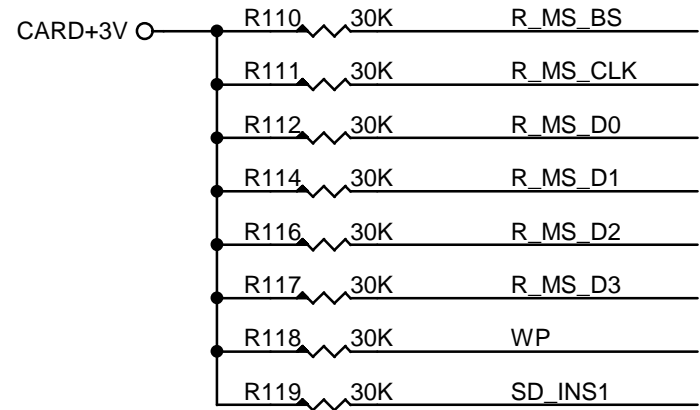 CARD+3V R110 30K R_MS_BS
R111 30K R_MS_CLK
R112 30K R_MS_D0
R114 30K R_MS_D1
R116 30K R_MS_D2
R117 30K R_MS_D3
R118 30K WP
R119 30K SD_INS1